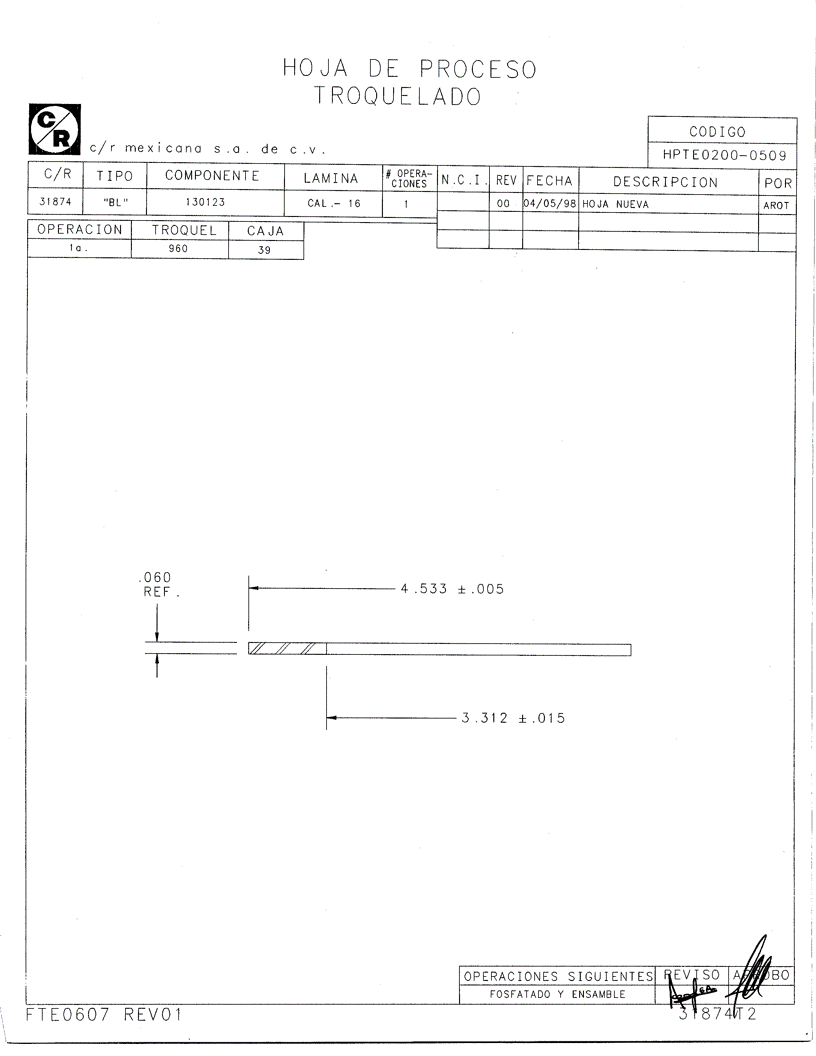 HOJA DE PROCESO
TROQUELADO
C/R
c/r mexicana s.a. de c.v.
CODIGO
HPTE0200-0509
C/R TIPO COMPONENTE LAMINA # OPERA-CIONES N.C.I. REV FECHA DESCRIPCION POR
31874 "BL" 130123 CAL.- 16 1 00 04/05/98 HOJA NUEVA AROT
OPERACION TROQUEL CAJA
1a. 960 39
.060
REF.
4.533 ±.005
3.312 ±.015
OPERACIONES SIGUIENTES REVISO APROBO
FOSFATADO Y ENSAMBLE
FTE0607 REV01
31874T2